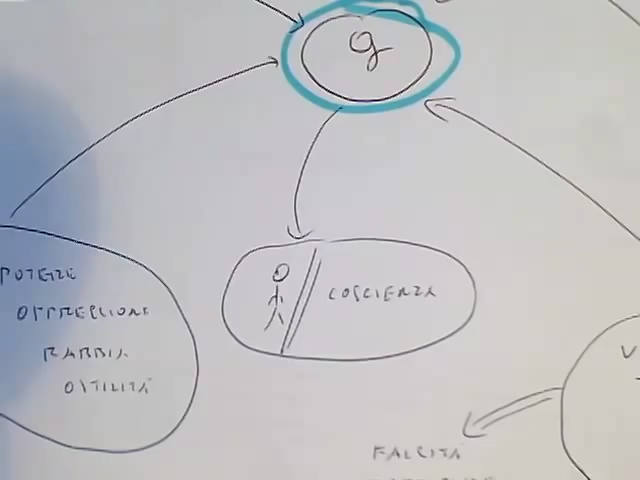 g
POTERE
OPPRESSIONE
RABBIA
OSTILITÀ
COSCIENZA
V
FALSITÀ